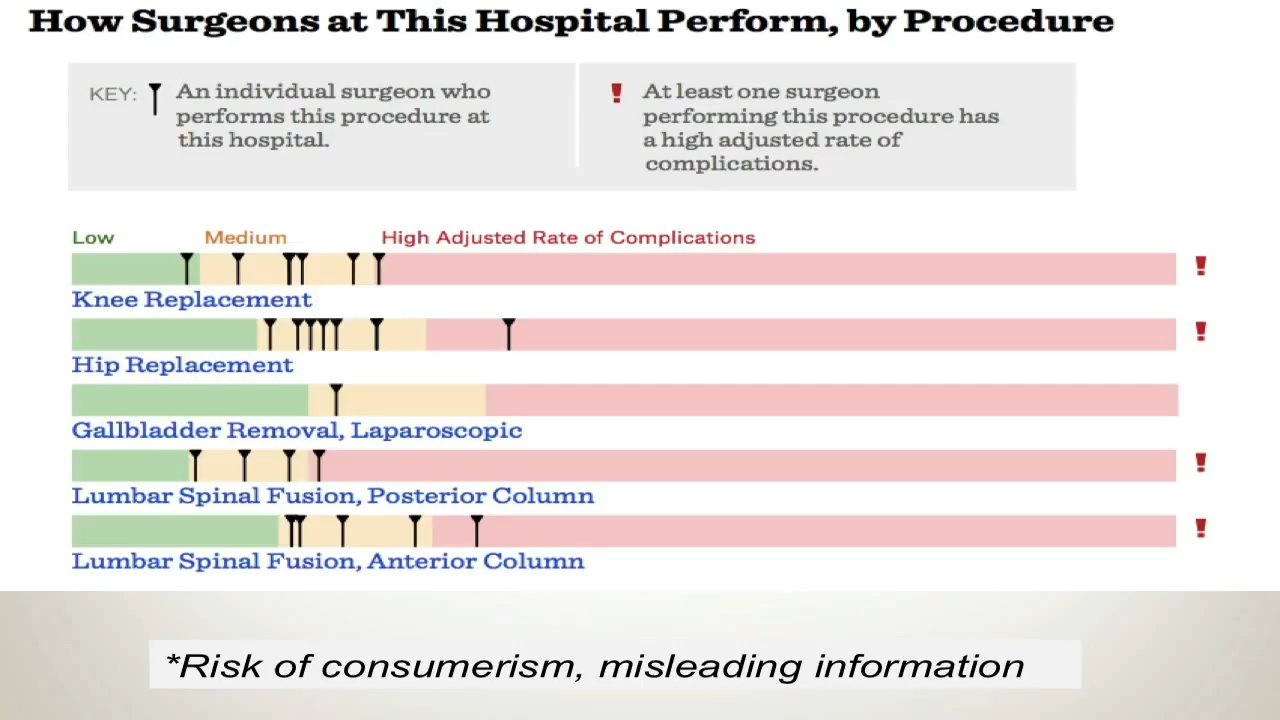 How Surgeons at This Hospital Perform, by Procedure
KEY:
An individual surgeon who
performs this procedure at
this hospital.
At least one surgeon
performing this procedure has
a high adjusted rate of
complications.
Low Medium High Adjusted Rate of Complications
Knee Replacement
Hip Replacement
Gallbladder Removal, Laparoscopic
Lumbar Spinal Fusion, Posterior Column
Lumbar Spinal Fusion, Anterior Column
*Risk of consumerism, misleading information